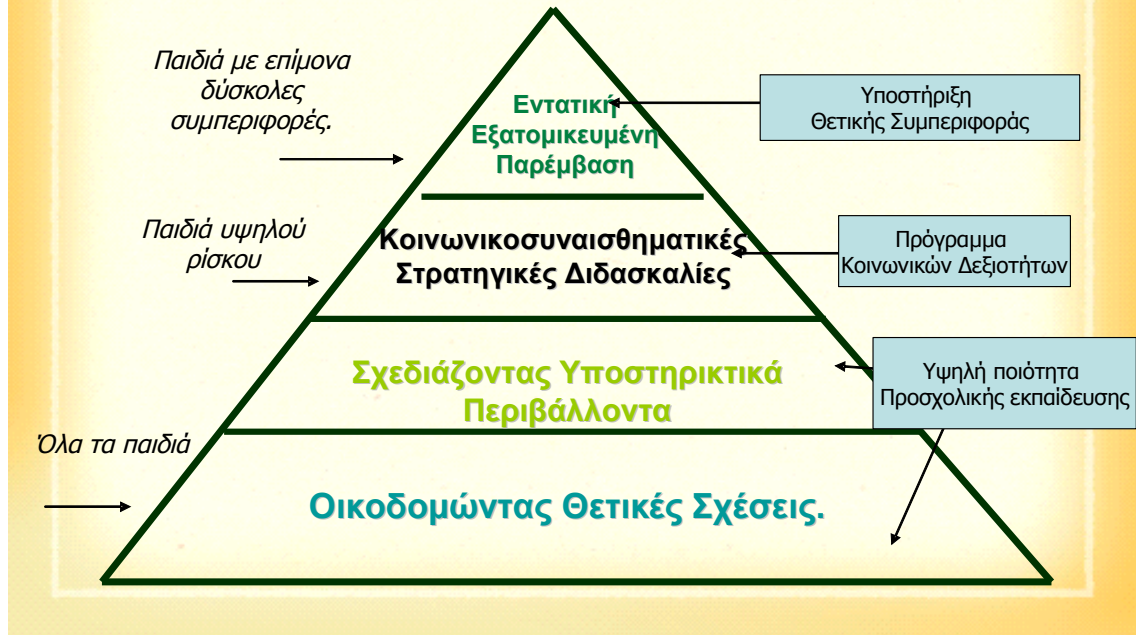 Παιδιά με επίμονα
δύσκολες
συμπεριφορές.
Εντατική
Εξατομικευμένη
Παρέμβαση
Υποστήριξη
Θετικής Συμπεριφοράς
Παιδιά υψηλού
ρίσκου
Κοινωνικοσυναισθηματικές
Στρατηγικές Διδασκαλίες
Πρόγραμμα
Κοινωνικών Δεξιοτήτων
Σχεδιάζοντας Υποστηρικτικά
Περιβάλλοντα
Υψηλή ποιότητα
Προσχολικής εκπαίδευσης
Όλα τα παιδιά
Οικοδομώντας Θετικές Σχέσεις.